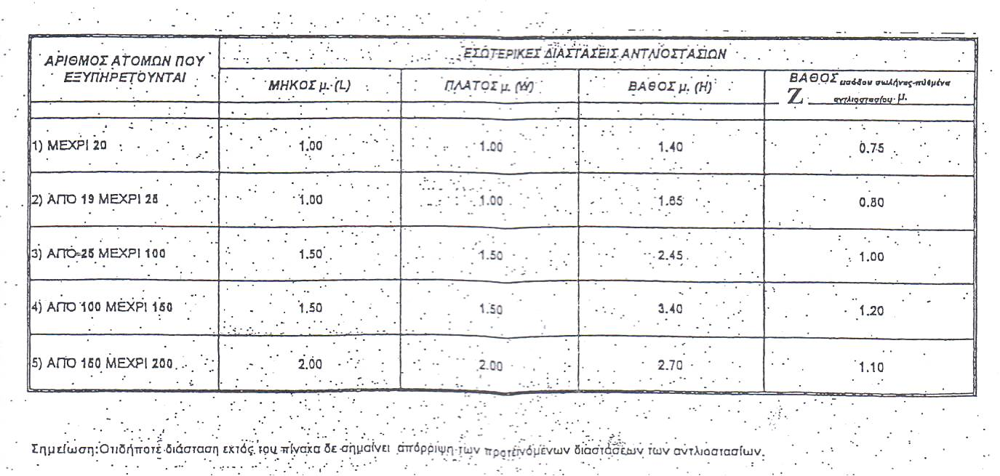 ΑΡΙΘΜΟΣ ΑΤΟΜΩΝ ΠΟΥ
ΕΞΥΠΗΡΕΤΟΥΝΤΑΙ
ΕΣΩΤΕΡΙΚΕΣ ΔΙΑΣΤΑΣΕΙΣ ΑΝΤΛΙΟΣΤΑΣΙΩΝ
ΜΗΚΟΣ μ. (L)
ΠΛΑΤΟΣ μ. (W)
ΒΑΘΟΣ μ. (H)
ΒΑΘΟΣ εισόδου σωλήνας-πυθμένα
Z αντλιοστασίου μ.
1) ΜΕΧΡΙ 20 1.00 1.00 1.40 0.75
2) ΑΠΟ 19 ΜΕΧΡΙ 25 1.00 1.00 1.65 0.80
3) ΑΠΟ 25 ΜΕΧΡΙ 100 1.50 1.50 2.45 1.00
4) ΑΠΟ 100 ΜΕΧΡΙ 150 1.50 1.50 3.40 1.20
5) ΑΠΟ 150 ΜΕΧΡΙ 200 2.00 2.00 2.70 1.10
Σημείωση:Οτιδήποτε διάσταση εκτός του πίνακα δε σημαίνει απόρριψη των προτεινόμενων διαστάσεων των αντλιοστασίων.